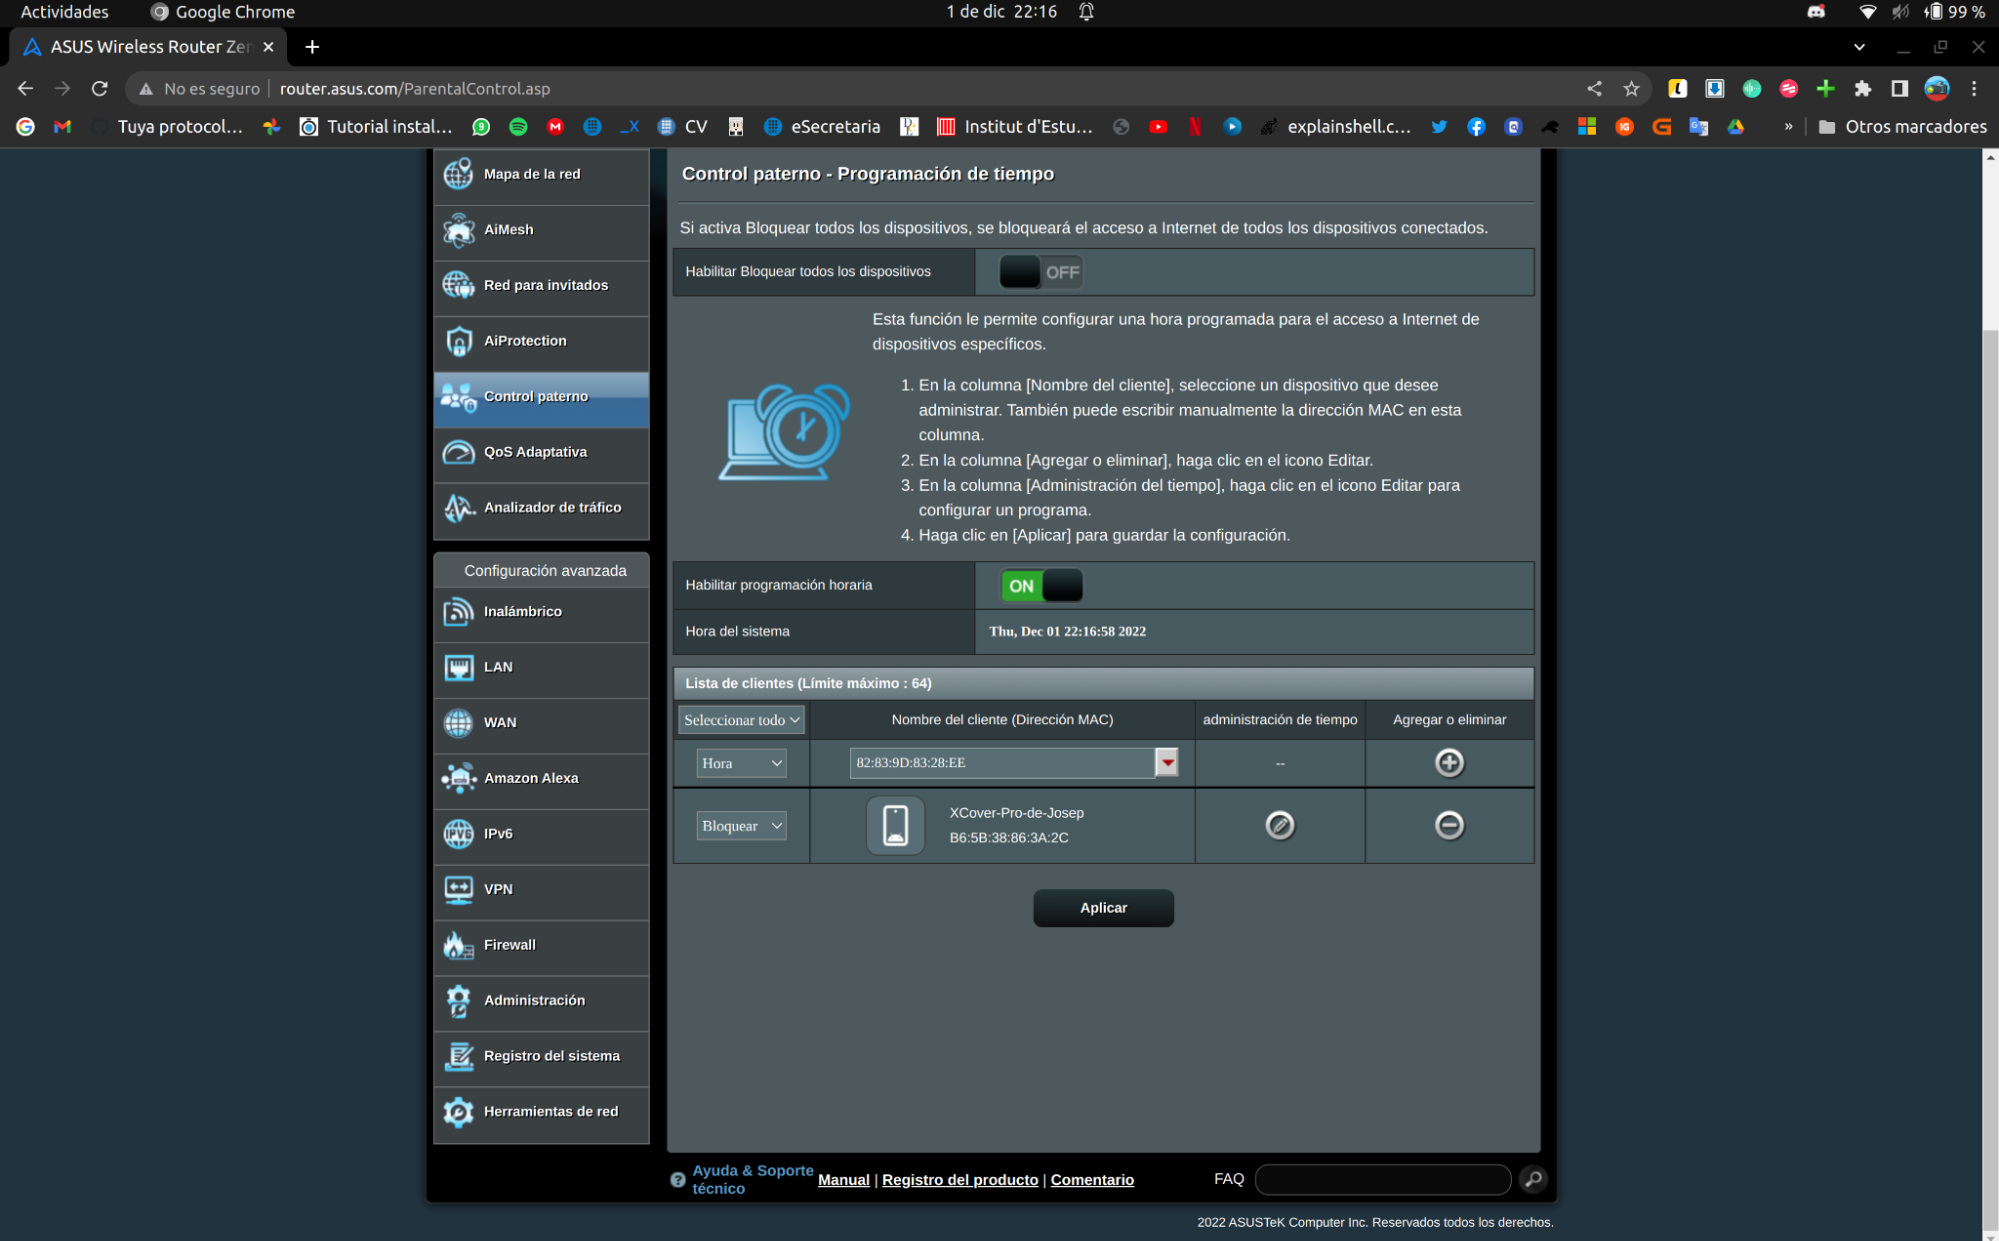 Actividades
Google Chrome
1 de dic 22:16
99 %
ASUS Wireless Router Zen
No es seguro
router.asus.com/ParentalControl.asp
Tuya protocol...
Tutorial instal...
CV
eSecretaria
Institut d'Estu...
explainshell.c...
»
Otros marcadores
Mapa de la red
AiMesh
Red para invitados
AiProtection
Control paterno
QoS Adaptativa
Analizador de tráfico
Configuración avanzada
Inalámbrico
LAN
WAN
Amazon Alexa
IPv6
VPN
Firewall
Administración
Registro del sistema
Herramientas de red
Control paterno - Programación de tiempo
Si activa Bloquear todos los dispositivos, se bloqueará el acceso a Internet de todos los dispositivos conectados.
Habilitar Bloquear todos los dispositivos
OFF
Esta función le permite configurar una hora programada para el acceso a Internet de
dispositivos específicos.
1. En la columna [Nombre del cliente], seleccione un dispositivo que desee
administrar. También puede escribir manualmente la dirección MAC en esta
columna.
2. En la columna [Agregar o eliminar], haga clic en el icono Editar.
3. En la columna [Administración del tiempo], haga clic en el icono Editar para
configurar un programa.
4. Haga clic en [Aplicar] para guardar la configuración.
Habilitar programación horaria
ON
Hora del sistema
Thu, Dec 01 22:16:58 2022
Lista de clientes (Límite máximo : 64)
Seleccionar todo
Nombre del cliente (Dirección MAC)
administración de tiempo
Agregar o eliminar
Hora
82:83:9D:83:28:EE
--
Bloquear
XCover-Pro-de-Josep
B6:5B:38:86:3A:2C
Aplicar
Ayuda & Soporte
técnico
Manual | Registro del producto | Comentario
FAQ
2022 ASUSTeK Computer Inc. Reservados todos los derechos.